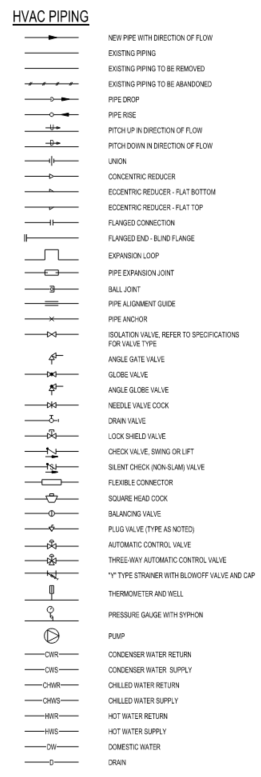 HVAC PIPING
NEW PIPE WITH DIRECTION OF FLOW
EXISTING PIPING
EXISTING PIPING TO BE REMOVED
EXISTING PIPING TO BE ABANDONED
PIPE DROP
PIPE RISE
U PITCH UP IN DIRECTION OF FLOW
D PITCH DOWN IN DIRECTION OF FLOW
UNION
CONCENTRIC REDUCER
ECCENTRIC REDUCER - FLAT BOTTOM
ECCENTRIC REDUCER - FLAT TOP
FLANGED CONNECTION
FLANGED END - BLIND FLANGE
EXPANSION LOOP
PIPE EXPANSION JOINT
BALL JOINT
PIPE ALIGNMENT GUIDE
PIPE ANCHOR
ISOLATION VALVE, REFER TO SPECIFICATIONS
FOR VALVE TYPE
ANGLE GATE VALVE
GLOBE VALVE
ANGLE GLOBE VALVE
NEEDLE VALVE COCK
DRAIN VALVE
LOCK SHIELD VALVE
CHECK VALVE, SWING OR LIFT
SILENT CHECK (NON-SLAM) VALVE
FLEXIBLE CONNECTOR
SQUARE HEAD COCK
BALANCING VALVE
PLUG VALVE (TYPE AS NOTED)
AUTOMATIC CONTROL VALVE
THREE-WAY AUTOMATIC CONTROL VALVE
"Y" TYPE STRAINER WITH BLOWOFF VALVE AND CAP
THERMOMETER AND WELL
PRESSURE GAUGE WITH SYPHON
PUMP
CWR CONDENSER WATER RETURN
CWS CONDENSER WATER SUPPLY
CHWR CHILLED WATER RETURN
CHWS CHILLED WATER SUPPLY
HWR HOT WATER RETURN
HWS HOT WATER SUPPLY
DW DOMESTIC WATER
D DRAIN